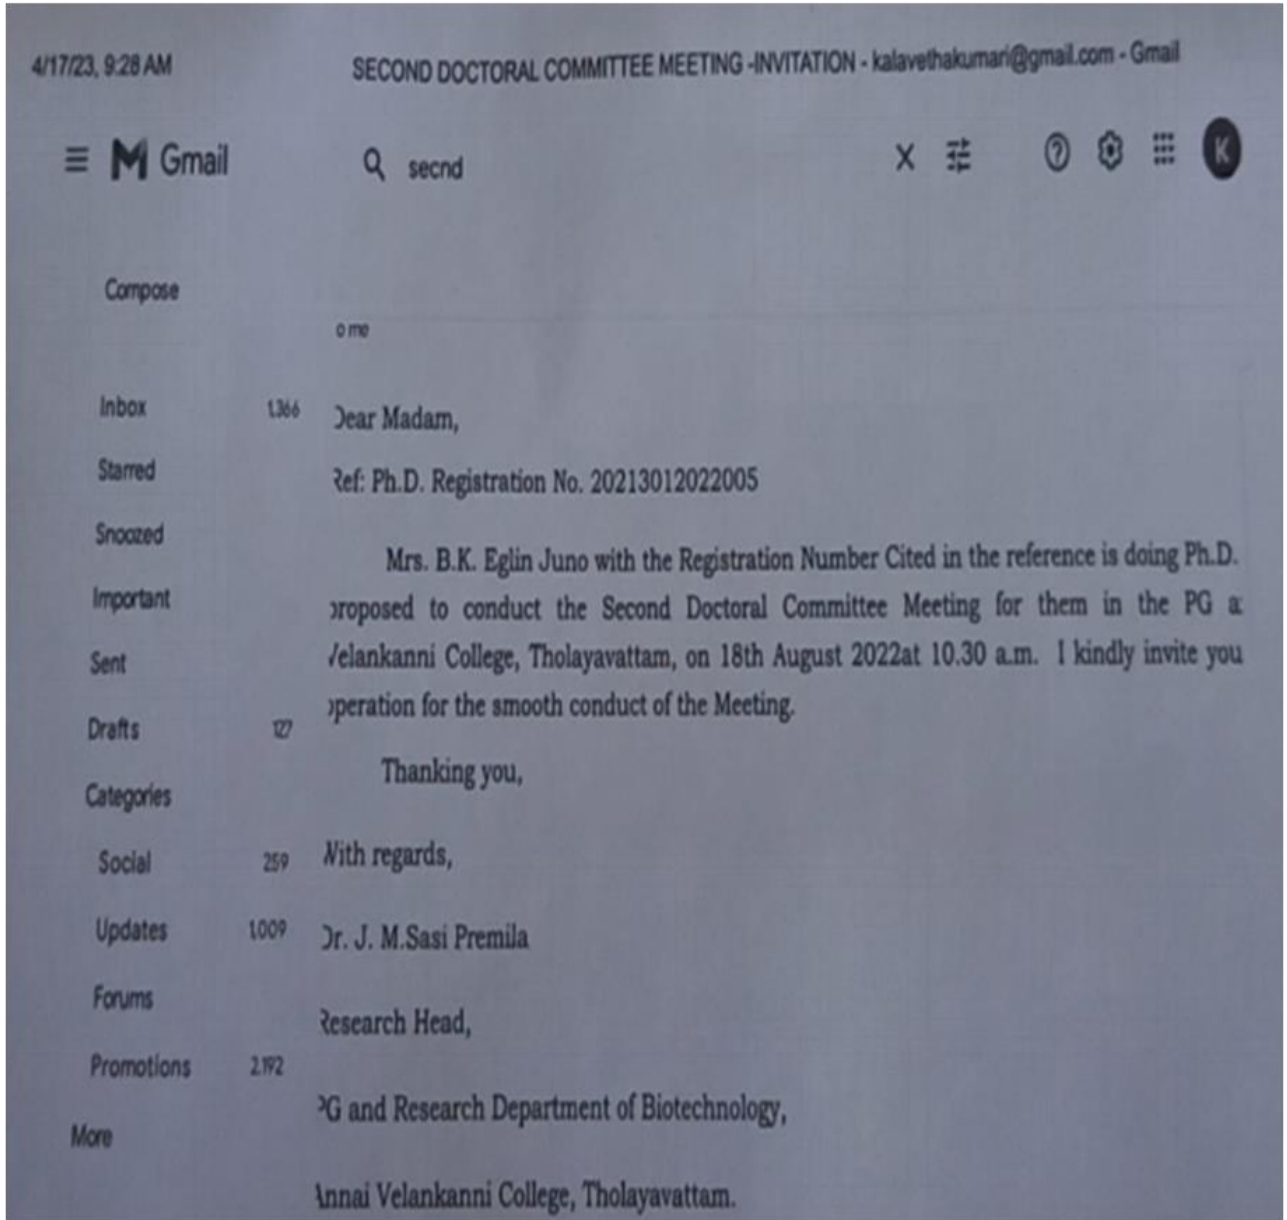 4/17/23, 9:28 AM SECOND DOCTORAL COMMITTEE MEETING -INVITATION - kalavethakumari@gmail.com - Gmail
Gmail secnd K
Compose
o me
Inbox 1,366
Dear Madam,
Starred
Ref: Ph.D. Registration No. 20213012022005
Snoozed
Mrs. B.K. Eglin Juno with the Registration Number Cited in the reference is doing Ph.D.
Important
proposed to conduct the Second Doctoral Committee Meeting for them in the PG a
Sent
Velankanni College, Tholayavattam, on 18th August 2022at 10.30 a.m. I kindly invite you
Drafts 127
operation for the smooth conduct of the Meeting.
Thanking you,
Categories
Social 259
With regards,
Updates 1,009
Dr. J. M.Sasi Premila
Forums
Research Head,
Promotions 2,192
PG and Research Department of Biotechnology,
More
Annai Velankanni College, Tholayavattam.